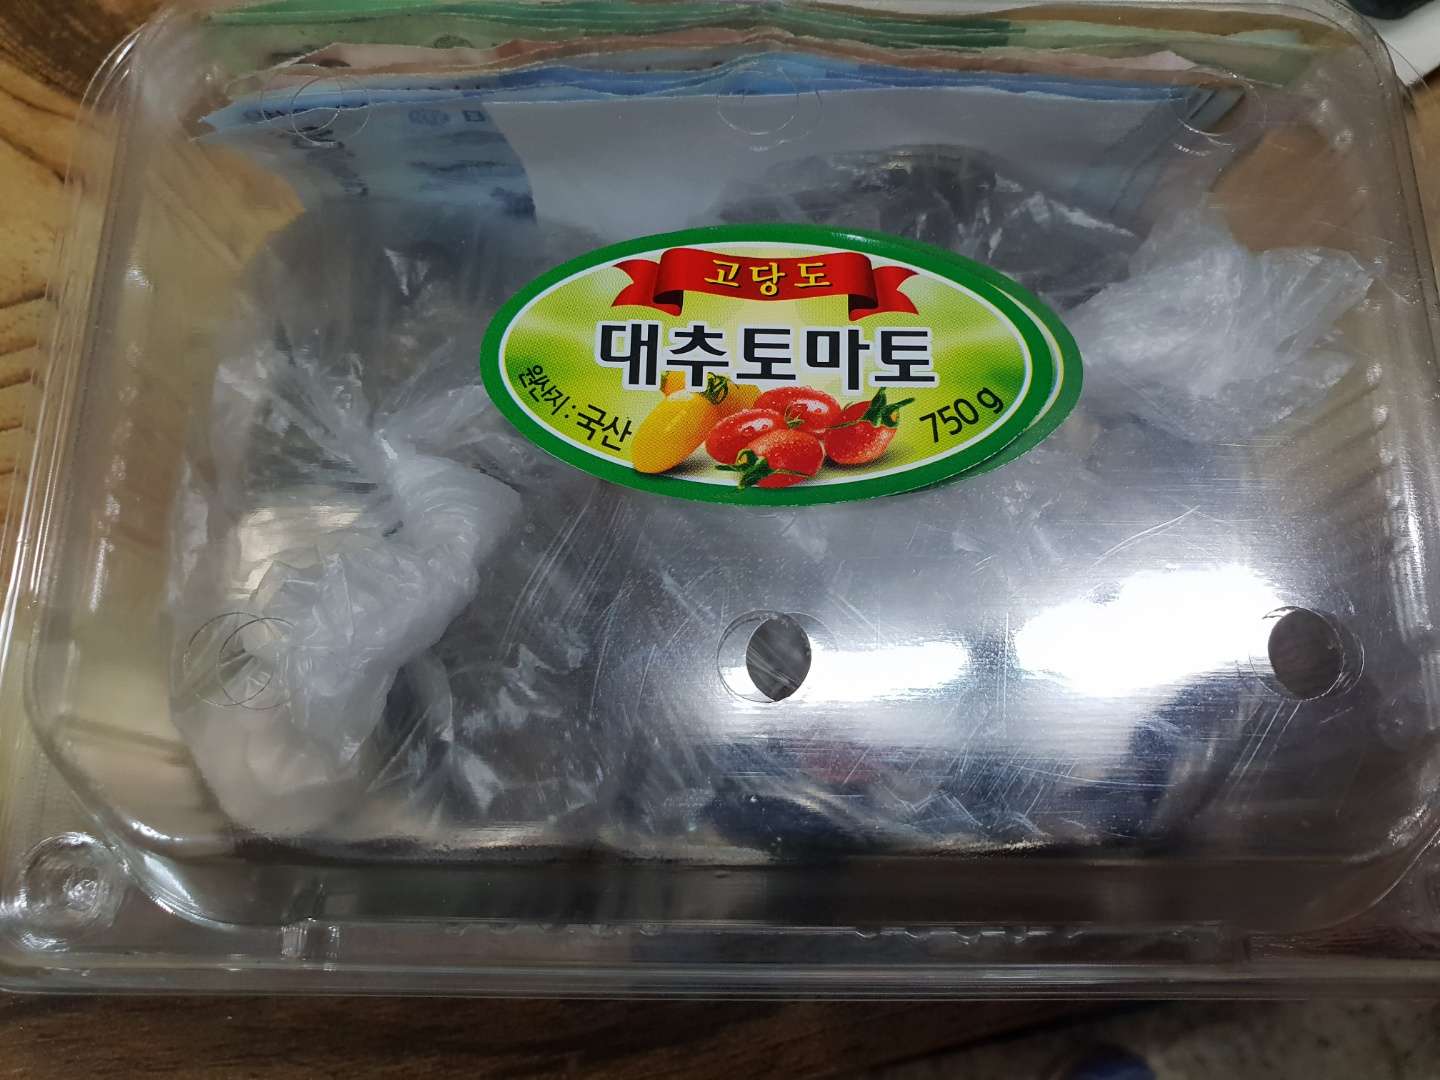 고당도
대추토마토
원산지 : 국산
750g